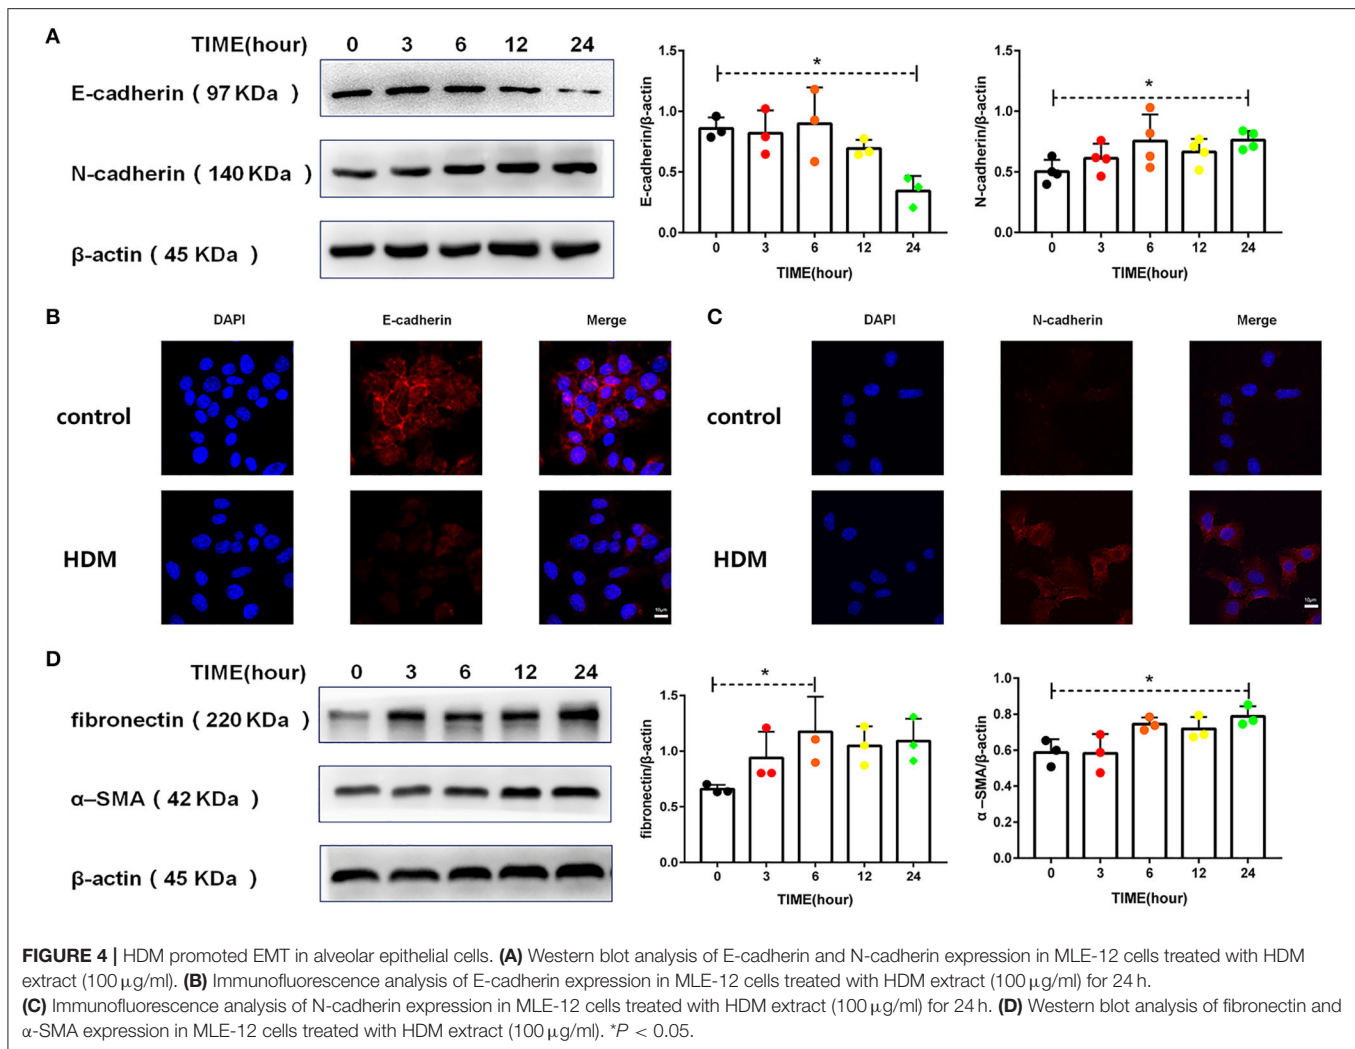 A
TIME(hour) 0 3 6 12 24
E-cadherin ( 97 KDa )
N-cadherin ( 140 KDa )
β-actin ( 45 KDa )
E-cadherin/β-actin
1.5
1.0
0.5
0.0
*
0 3 6 12 24
TIME(hour)
N-cadherin/β-actin
1.5
1.0
0.5
0.0
*
0 3 6 12 24
TIME(hour)
B
DAPI E-cadherin Merge
control
HDM
10μm
C
DAPI N-cadherin Merge
control
HDM
10μm
D
TIME(hour) 0 3 6 12 24
fibronectin ( 220 KDa )
α–SMA ( 42 KDa )
β-actin ( 45 KDa )
fibronectin/β-actin
1.5
1.0
0.5
0.0
*
0 3 6 12 24
TIME(hour)
α –SMA/β-actin
1.0
0.8
0.6
0.4
0.2
0.0
*
0 3 6 12 24
TIME(hour)
FIGURE 4 | HDM promoted EMT in alveolar epithelial cells. (A) Western blot analysis of E-cadherin and N-cadherin expression in MLE-12 cells treated with HDM
extract (100 μg/ml). (B) Immunofluorescence analysis of E-cadherin expression in MLE-12 cells treated with HDM extract (100 μg/ml) for 24 h.
(C) Immunofluorescence analysis of N-cadherin expression in MLE-12 cells treated with HDM extract (100 μg/ml) for 24 h. (D) Western blot analysis of fibronectin and
α-SMA expression in MLE-12 cells treated with HDM extract (100 μg/ml). *P < 0.05.